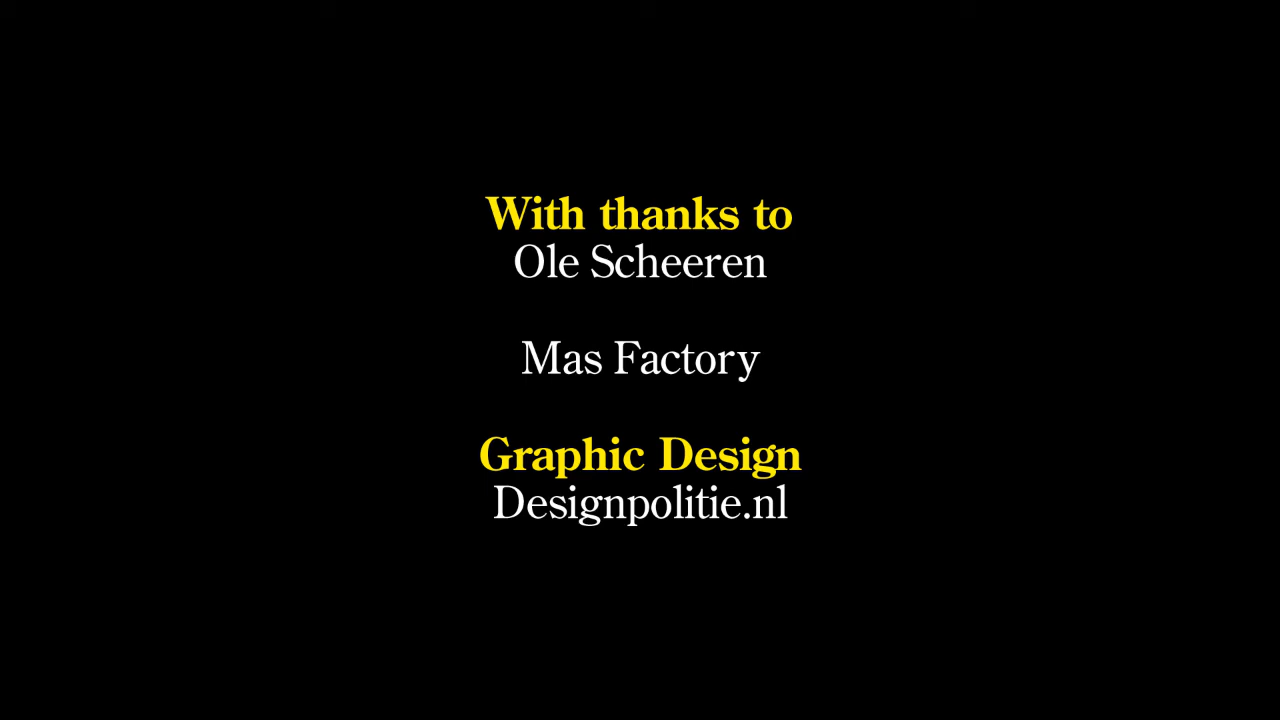 With thanks to
Ole Scheeren
Mas Factory
Graphic Design
Designpolitie.nl